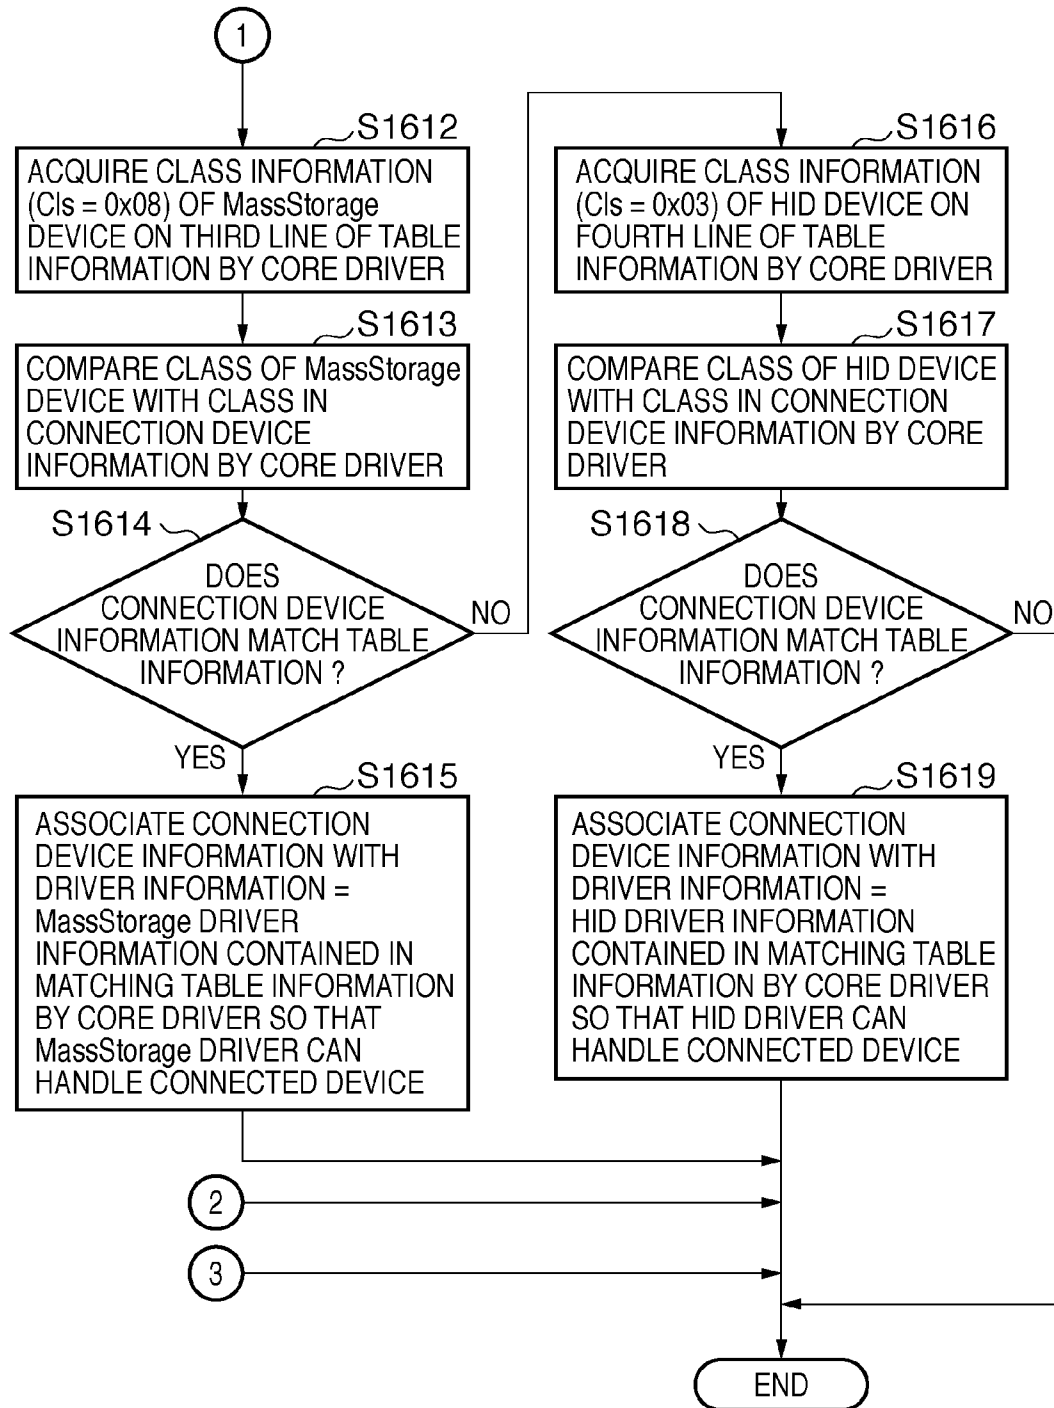 1
S1612
ACQUIRE CLASS INFORMATION
(Cls = 0x08) OF MassStorage
DEVICE ON THIRD LINE OF TABLE
INFORMATION BY CORE DRIVER
S1613
COMPARE CLASS OF MassStorage
DEVICE WITH CLASS IN
CONNECTION DEVICE
INFORMATION BY CORE DRIVER
S1614
DOES
CONNECTION DEVICE
INFORMATION MATCH TABLE
INFORMATION ?
NO
YES
S1615
ASSOCIATE CONNECTION
DEVICE INFORMATION WITH
DRIVER INFORMATION =
MassStorage DRIVER
INFORMATION CONTAINED IN
MATCHING TABLE INFORMATION
BY CORE DRIVER SO THAT
MassStorage DRIVER CAN
HANDLE CONNECTED DEVICE
S1616
ACQUIRE CLASS INFORMATION
(Cls = 0x03) OF HID DEVICE ON
FOURTH LINE OF TABLE
INFORMATION BY CORE DRIVER
S1617
COMPARE CLASS OF HID DEVICE
WITH CLASS IN CONNECTION
DEVICE INFORMATION BY CORE
DRIVER
S1618
DOES
CONNECTION DEVICE
INFORMATION MATCH TABLE
INFORMATION ?
NO
YES
S1619
ASSOCIATE CONNECTION
DEVICE INFORMATION WITH
DRIVER INFORMATION =
HID DRIVER INFORMATION
CONTAINED IN MATCHING TABLE
INFORMATION BY CORE DRIVER
SO THAT HID DRIVER CAN
HANDLE CONNECTED DEVICE
2
3
END